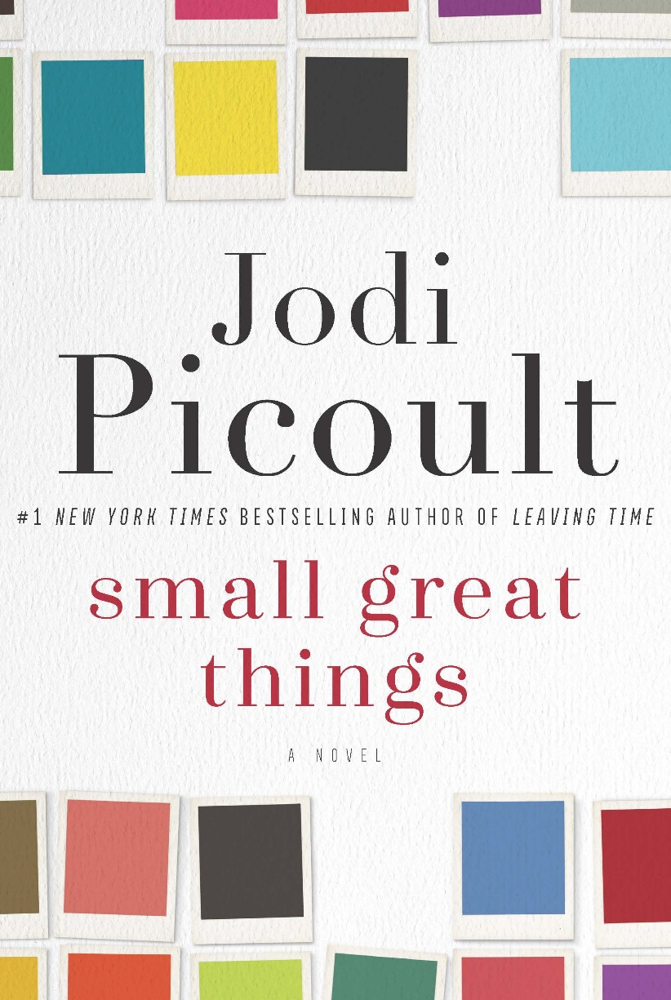 Jodi
Picoult
#1 NEW YORK TIMES BESTSELLING AUTHOR OF LEAVING TIME
small great
things
A NOVEL